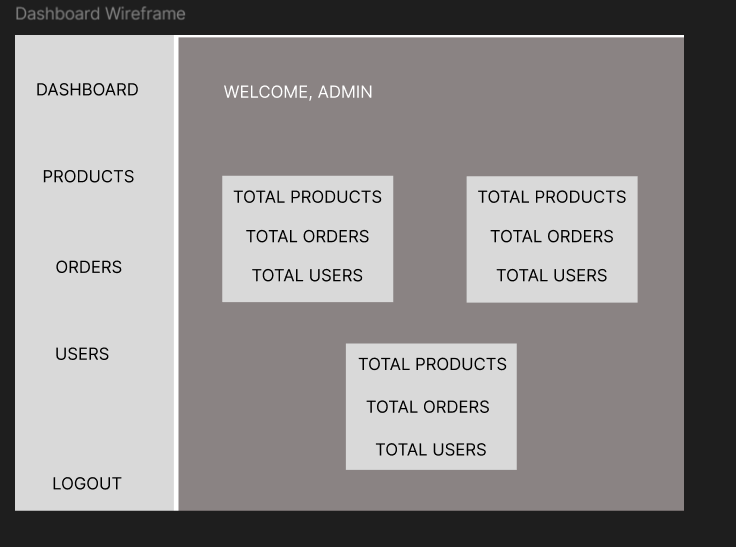 Dashboard Wireframe
DASHBOARD
PRODUCTS
ORDERS
USERS
LOGOUT
WELCOME, ADMIN
TOTAL PRODUCTS
TOTAL ORDERS
TOTAL USERS
TOTAL PRODUCTS
TOTAL ORDERS
TOTAL USERS
TOTAL PRODUCTS
TOTAL ORDERS
TOTAL USERS